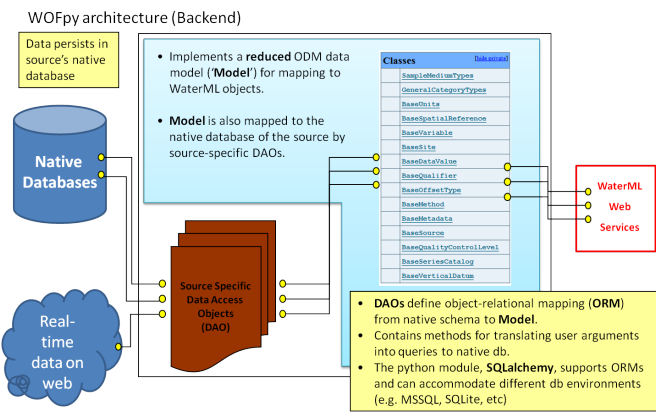 WOFpy architecture (Backend)
Data persists in
source's native
database
• Implements a reduced ODM data
model ('Model') for mapping to
WaterML objects.
• Model is also mapped to the
native database of the source by
source-specific DAOs.
Classes
[hide private]
SampleMediumTypes
GeneralCategoryTypes
BaseUnits
BaseSpatialReference
BaseVariable
BaseSite
BaseDataValue
BaseQualifier
BaseOffsetType
BaseMethod
BaseMetadata
BaseSource
BaseQualityControlLevel
BaseSeriesCatalog
BaseVerticalDatum
Native
Databases
WaterML
Web
Services
Source Specific
Data Access
Objects
(DAO)
Real-
time
data on
web
• DAOs define object-relational mapping (ORM)
from native schema to Model.
• Contains methods for translating user arguments
into queries to native db.
• The python module, SQLalchemy, supports ORMs
and can accommodate different db environments
(e.g. MSSQL, SQLite, etc)